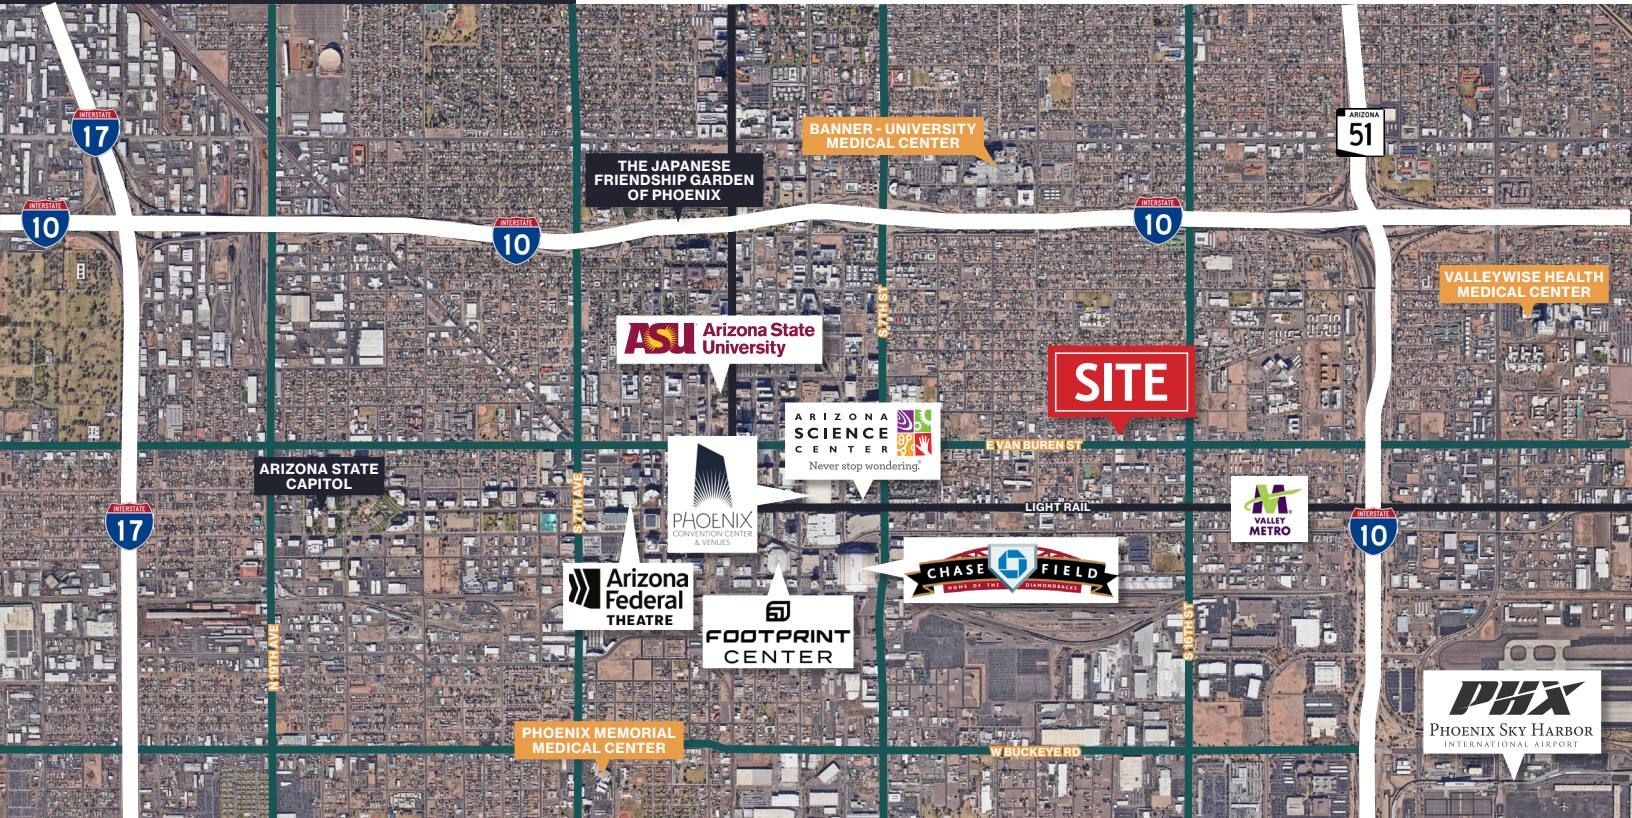 INTERSTATE
17
ARIZONA
51
BANNER - UNIVERSITY
MEDICAL CENTER
THE JAPANESE
FRIENDSHIP GARDEN
OF PHOENIX
INTERSTATE
10
INTERSTATE
10
INTERSTATE
10
VALLEYWISE HEALTH
MEDICAL CENTER
S 7TH ST
ASU Arizona State
University
SITE
ARIZONA
SCIENCE
CENTER
Never stop wondering.®
E VAN BUREN ST
ARIZONA STATE
CAPITOL
PHOENIX
CONVENTION CENTER
& VENUES
S 7TH AVE
LIGHT RAIL
VALLEY
METRO
INTERSTATE
17
INTERSTATE
10
CHASE FIELD
HOME OF THE DIAMONDBACKS
Arizona
Federal
THEATRE
FOOTPRINT
CENTER
N 19TH AVE
S 16TH ST
PHX
PHOENIX SKY HARBOR
INTERNATIONAL AIRPORT
PHOENIX MEMORIAL
MEDICAL CENTER
W BUCKEYE RD